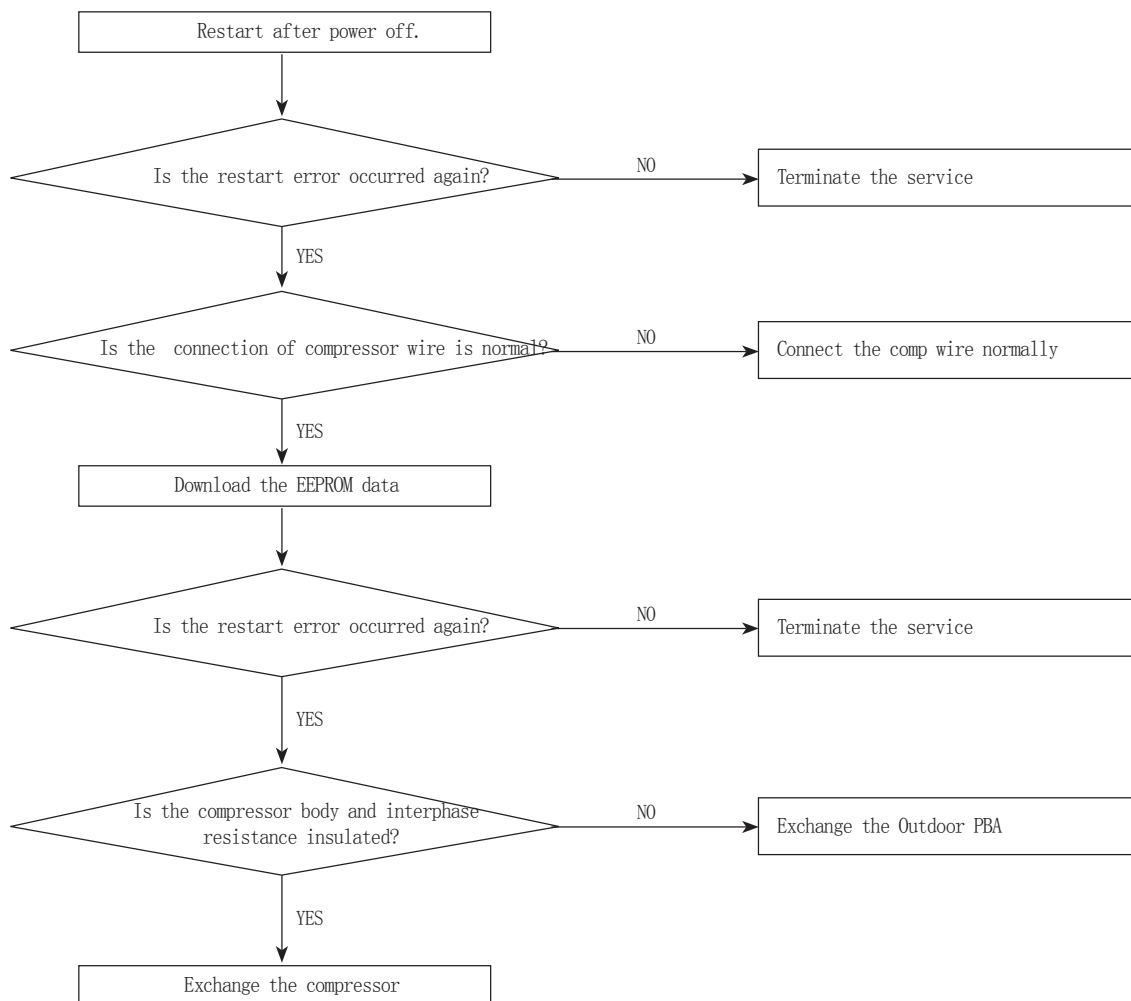 Restart after power off.
Is the restart error occurred again?
NO
Terminate the service
YES
Is the connection of compressor wire is normal?
NO
Connect the comp wire normally
YES
Download the EEPROM data
Is the restart error occurred again?
NO
Terminate the service
YES
Is the compressor body and interphase
resistance insulated?
NO
Exchange the Outdoor PBA
YES
Exchange the compressor